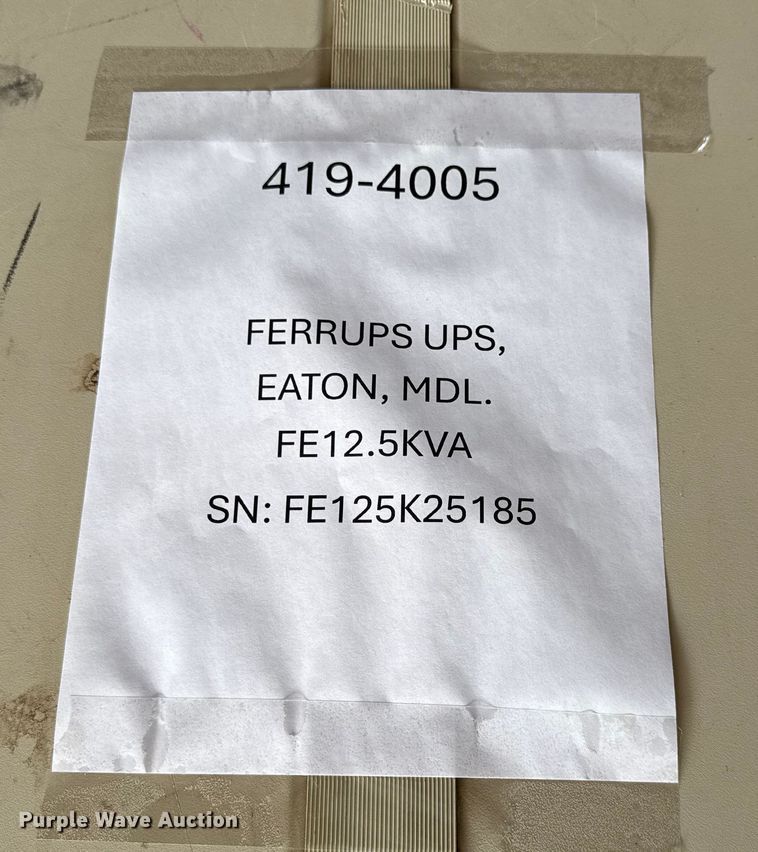 419-4005
FERRUPS UPS,
EATON, MDL.
FE12.5KVA
SN: FE125K25185
Purple Wave Auction